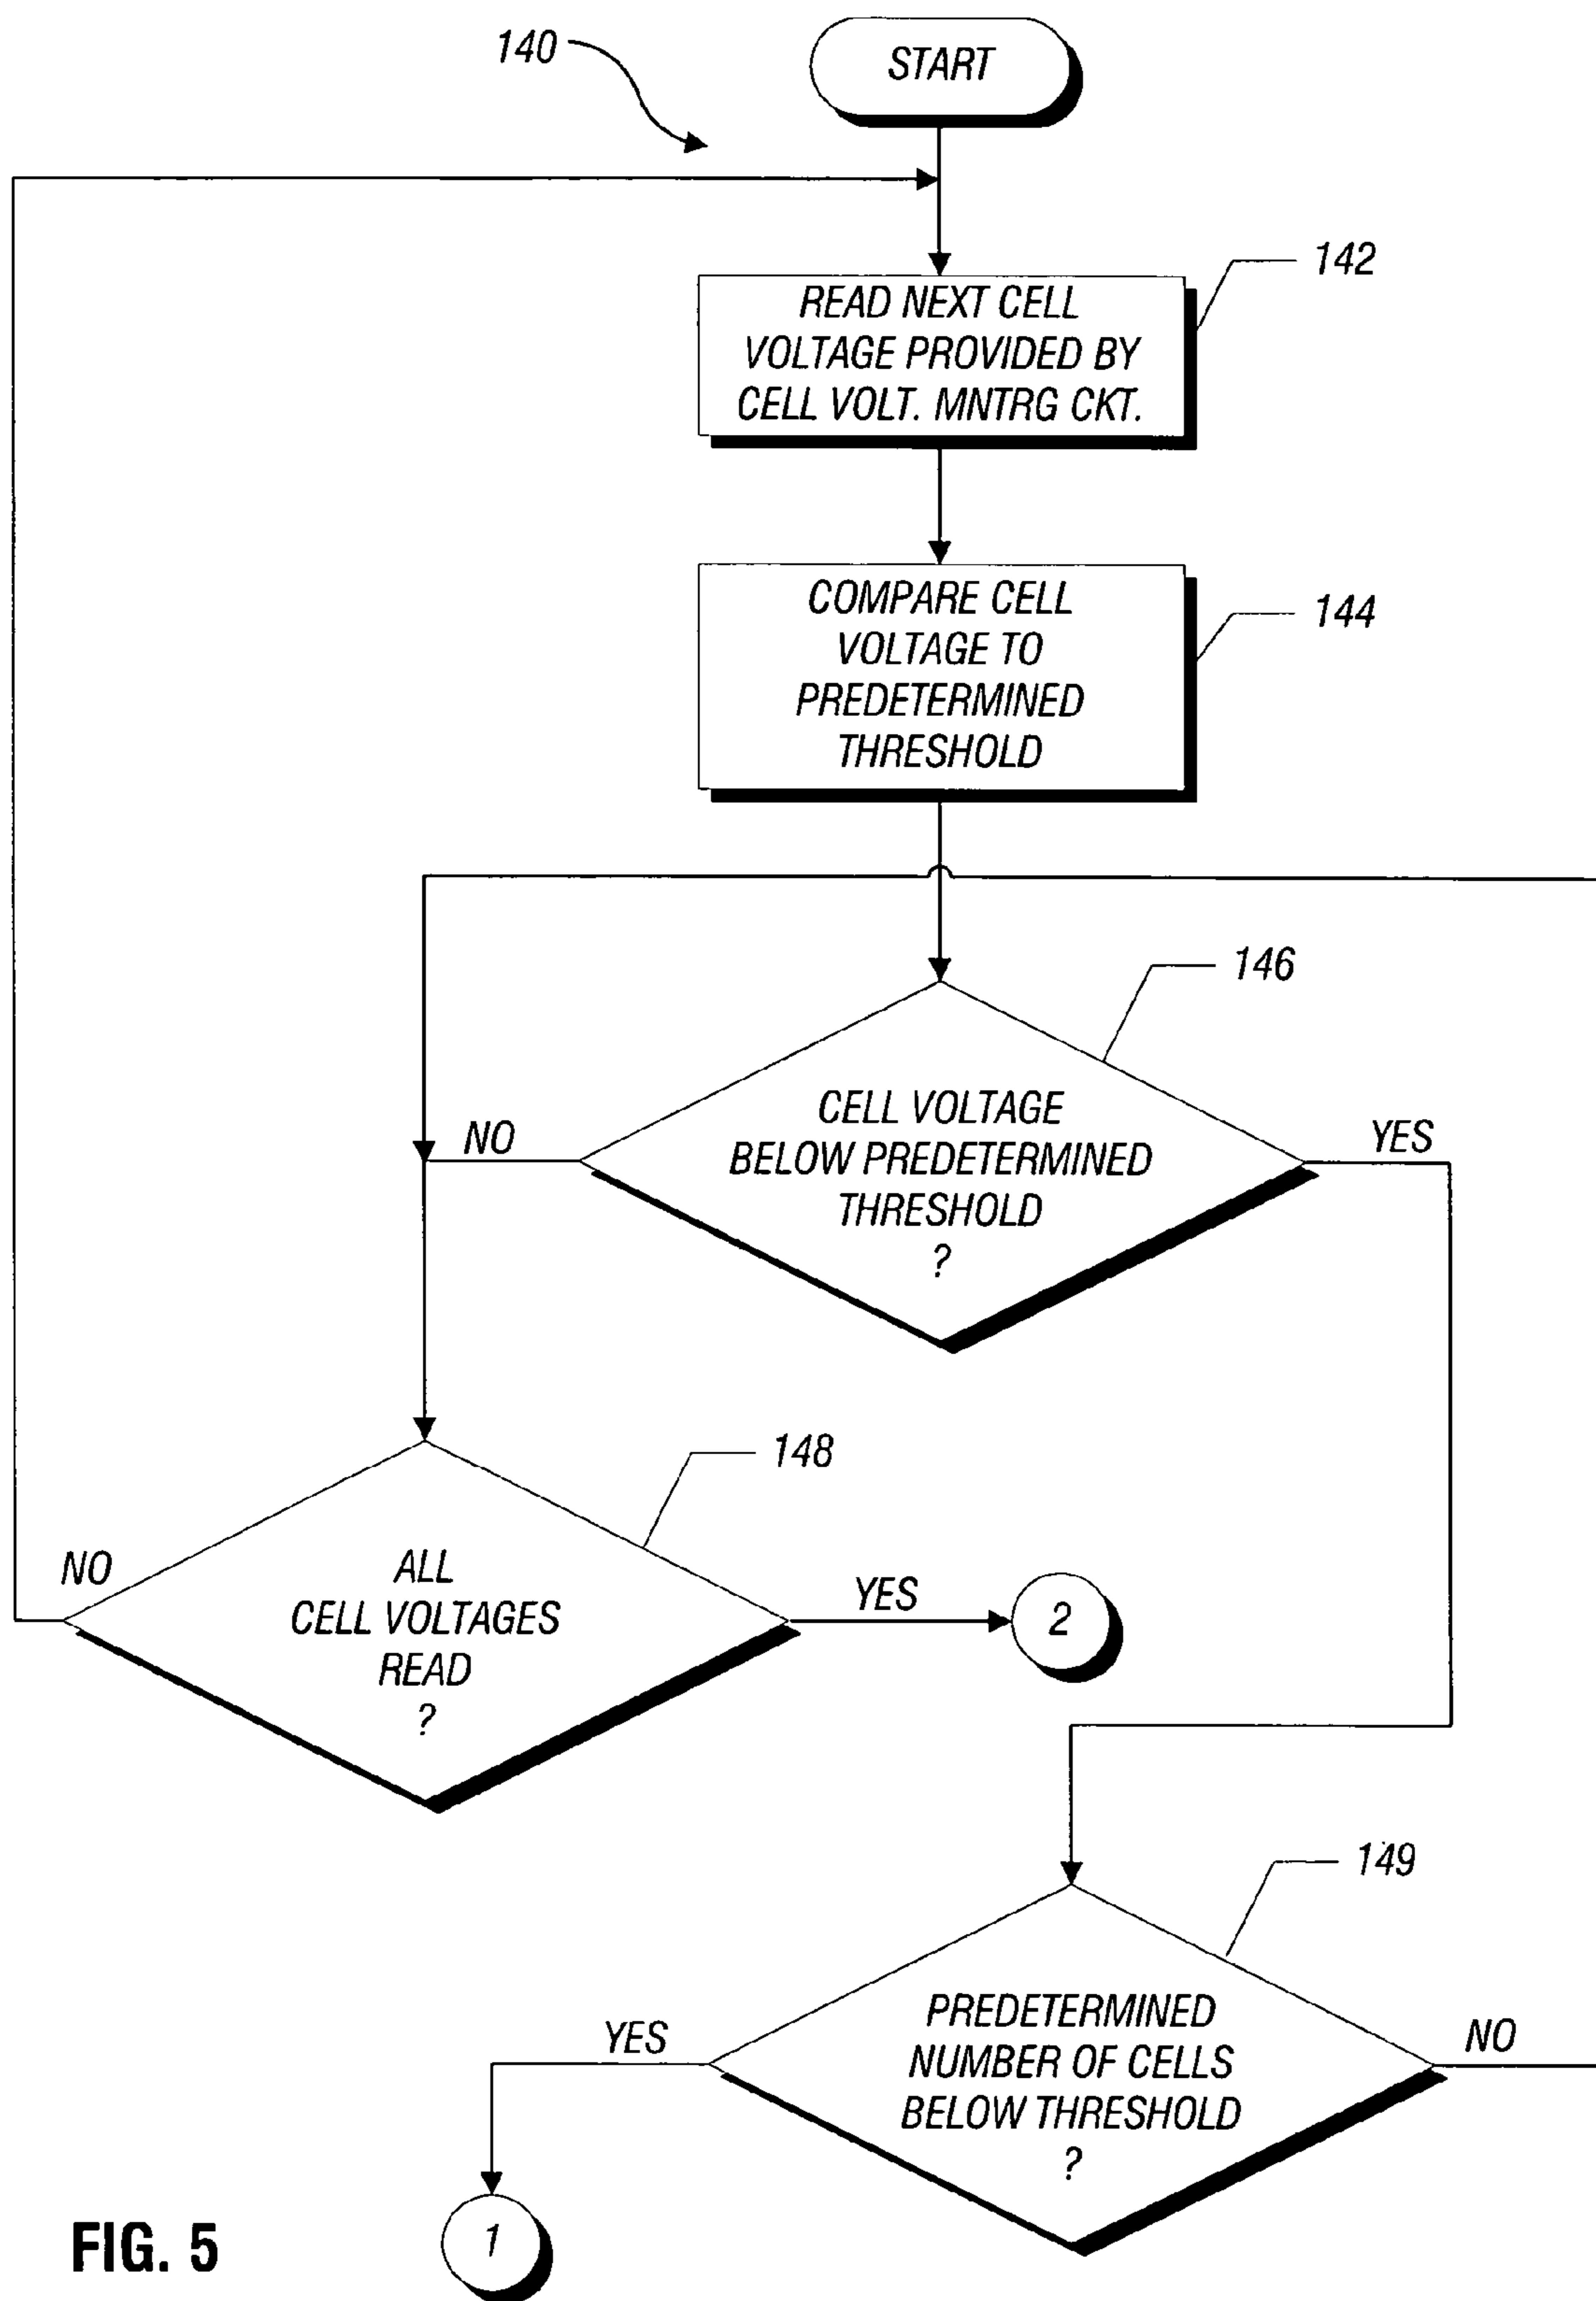 140
START
READ NEXT CELL
VOLTAGE PROVIDED BY
CELL VOLT. MNTRG CKT.
142
COMPARE CELL
VOLTAGE TO
PREDETERMINED
THRESHOLD
144
146
CELL VOLTAGE
BELOW PREDETERMINED
THRESHOLD
?
NO
YES
148
ALL
CELL VOLTAGES
READ
?
NO
YES
2
149
PREDETERMINED
NUMBER OF CELLS
BELOW THRESHOLD
?
YES
NO
1
FIG. 5